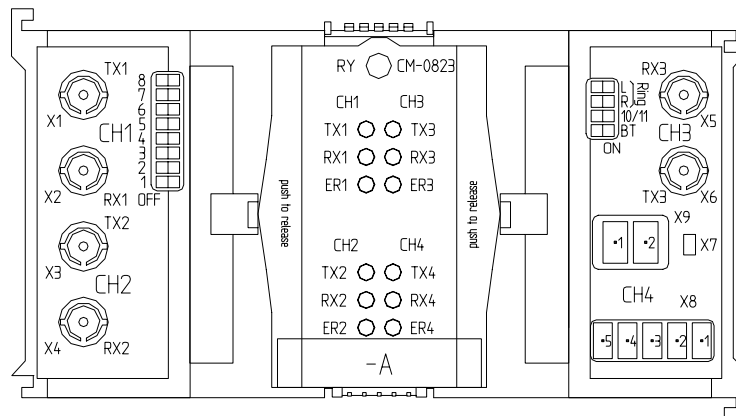 TX1
X1
CH1
8
7
6
5
4
3
2
1
OFF
X2
RX1
TX2
X3
CH2
X4
RX2
RY CM-0823
CH1 CH3
TX1 TX3
RX1 RX3
ER1 ER3
push to release
push to release
CH2 CH4
TX2 TX4
RX2 RX4
ER2 ER4
-A
RX3
L
R
Ring
10/11
BT
ON
X5
CH3
TX3
X6
X9
1 2
X7
CH4
X8
5 4 3 2 1